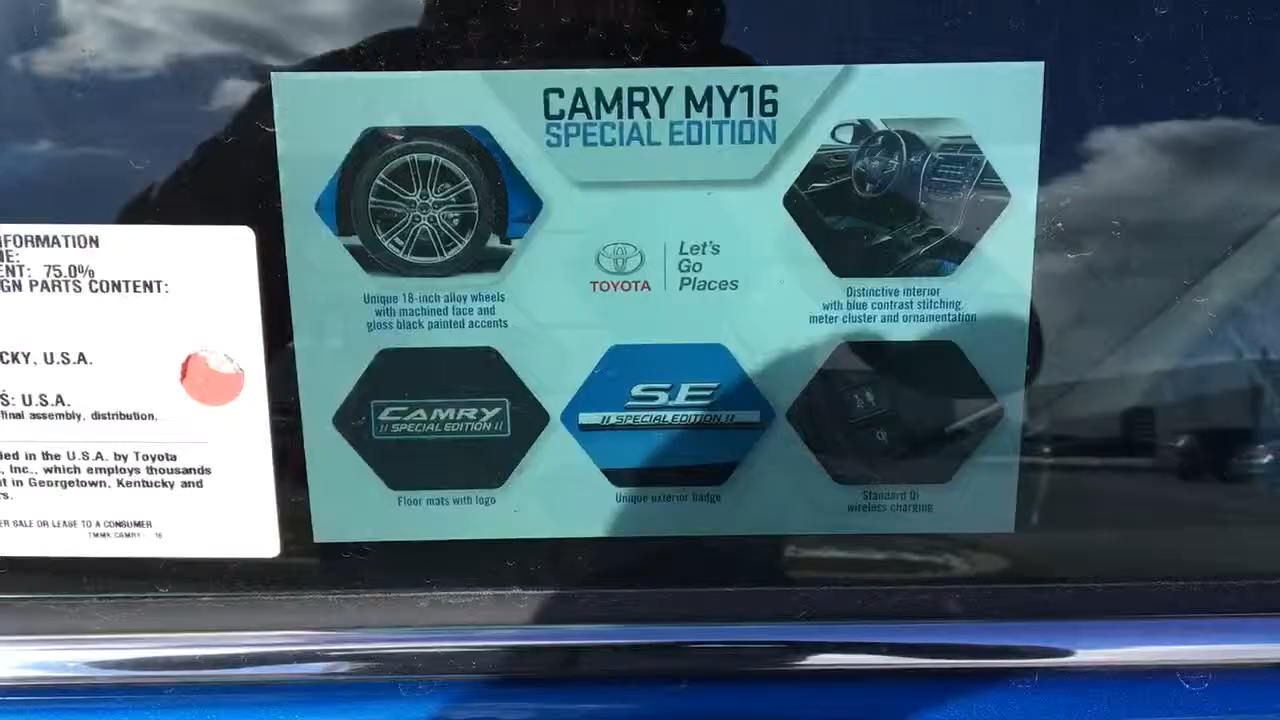 NFORMATION
ENT: 75.0%
GN PARTS CONTENT:
CKY, U.S.A.
S: U.S.A.
final assembly, distribution,
led in the U.S.A. by Toyota
, Inc., which employs thousands
t in Georgetown, Kentucky and
ER SALE OR LEASE TO A CONSUMER
TMMK CAMRY - 16
CAMRY MY16
SPECIAL EDITION
TOYOTA
Let's
Go
Places
Unique 18-inch alloy wheels
with machined face and
gloss black painted accents
Distinctive interior
with blue contrast stitching,
meter cluster and ornamentation
CAMRY
// SPECIAL EDITION //
Floor mats with logo
S.E
// SPECIAL EDITION //
Unique exterior badge
Standard Qi
wireless charging